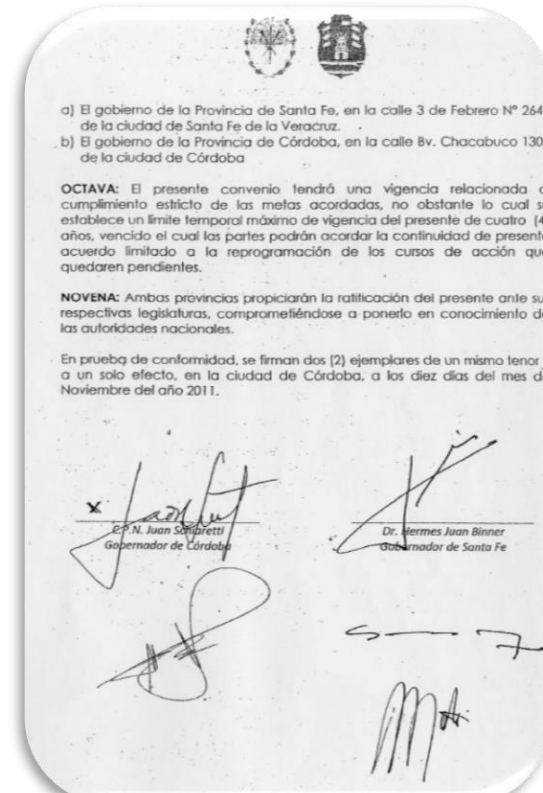 a) El gobierno de la Provincia de Santa Fe, en la calle 3 de Febrero Nº 264
de la ciudad de Santa Fe de la Veracruz.
b) El gobierno de la Provincia de Córdoba, en la calle Bv. Chacabuco 130
de la ciudad de Córdoba
OCTAVA: El presente convenio tendrá una vigencia relacionada
cumplimiento estricto de las metas acordadas, no obstante lo cual s
establece un límite temporal máximo de vigencia del presente de cuatro (4
años, vencido el cual las partes podrán acordar la continuidad de present
acuerdo limitado a la reprogramación de los cursos de acción qu
quedaren pendientes.
NOVENA: Ambas provincias propiciarán la ratificación del presente ante su
respectivas legislaturas, comprometiéndose a ponerlo en conocimiento d
las autoridades nacionales.
En prueba de conformidad, se firman dos (2) ejemplares de un mismo tenor
a un solo efecto, en la ciudad de Córdoba, a los diez días del mes d
Noviembre del año 2011.
x
C.P.N. Juan Schiaretti
Gobernador de Córdoba
Dr. Hermes Juan Binner
Gobernador de Santa Fe